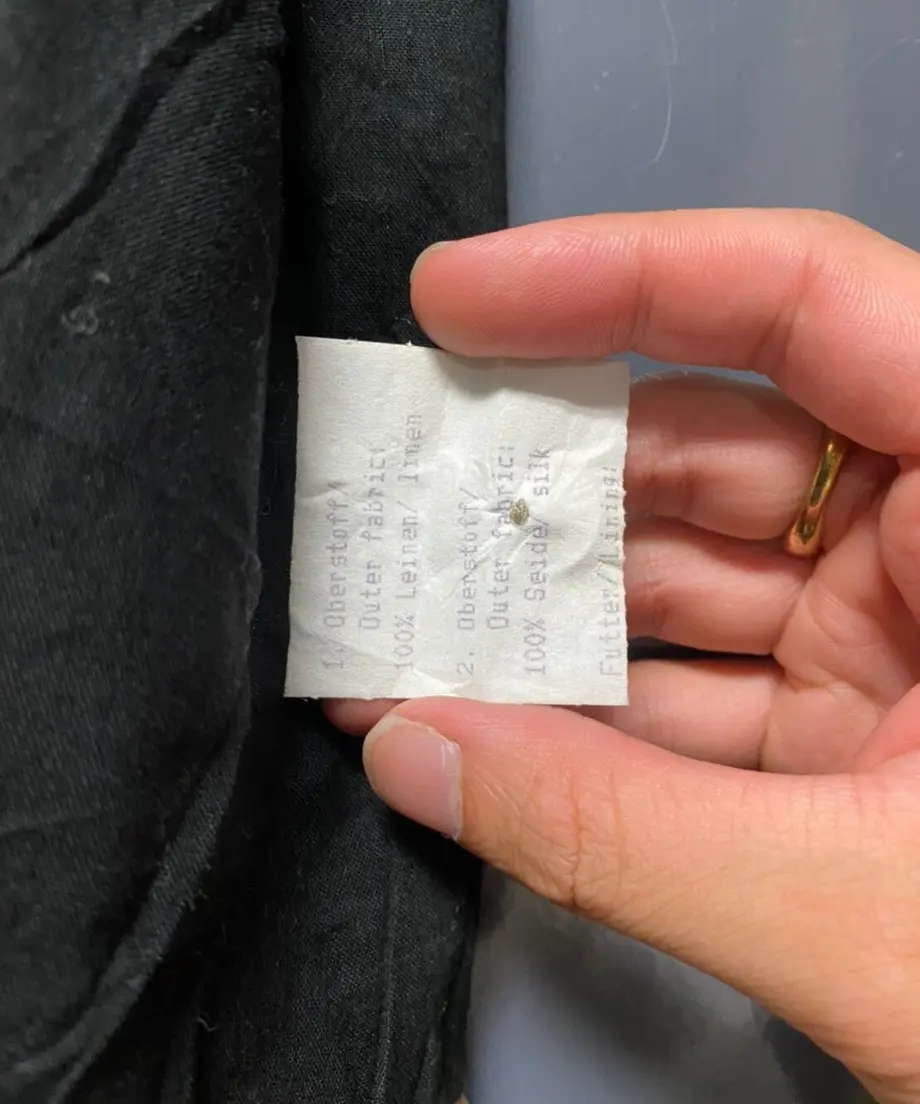 1. Oberstoff/
Outer fabric:
100% Leinen/ linen
2. Oberstoff/
Outer fabric:
100% Seide/ silk
Futter/Lining: